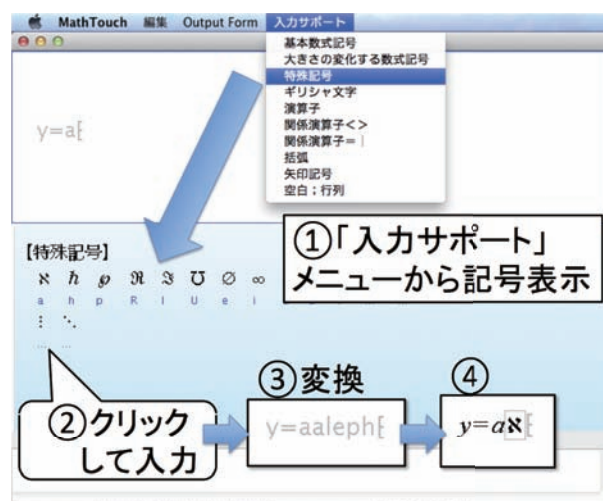 MathTouch 編集 Output Form 入力サポート
基本数式記号
大きさの変化する数式記号
特殊記号
ギリシャ文字
演算子
関係演算子<>
関係演算子=|
括弧
矢印記号
空白;行列
y=a[
①「入力サポート」
メニューから記号表示
【特殊記号】
ℵ ℏ ℘ ℜ ℑ ℧ ∅ ∞
a h p R I U e i
⋮ ⋱
... ...
②クリック
して入力
③変換
y=aaleph[
④
y=aℵ[